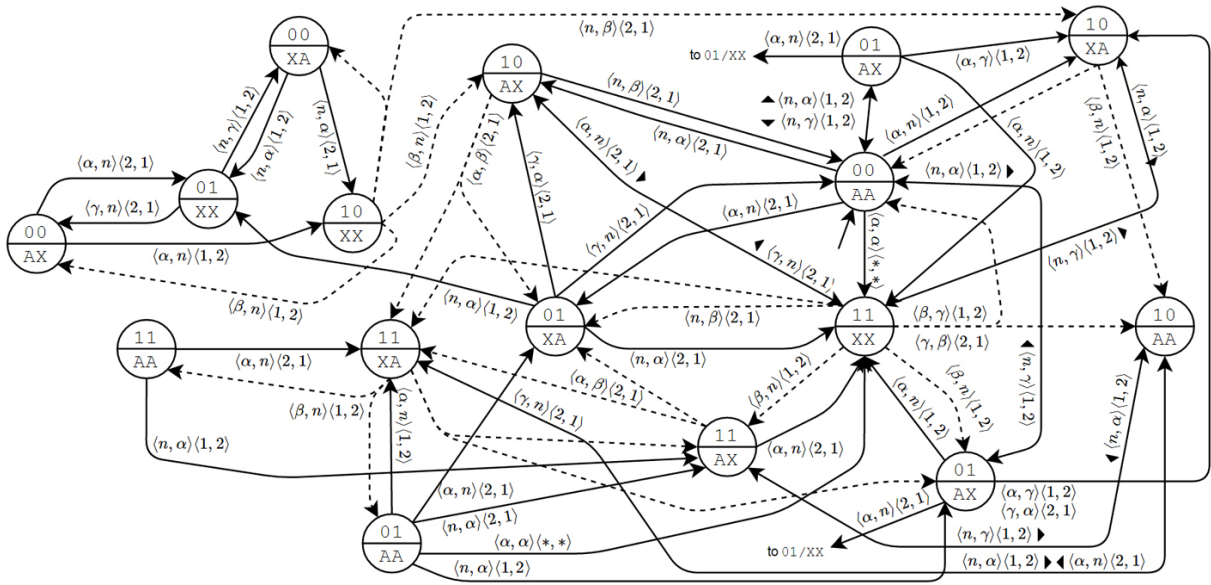 00
XA
⟨n, β⟩⟨2, 1⟩
10
XA
⟨α, n⟩⟨2, 1⟩
to 01/XX
01
AX
⟨α, γ⟩⟨1, 2⟩
10
AX
⟨n, β⟩⟨2, 1⟩
⟨n, α⟩⟨2, 1⟩
▲ ⟨n, α⟩⟨1, 2⟩
▼ ⟨n, γ⟩⟨1, 2⟩
⟨α, n⟩⟨1, 2⟩
⟨α, n⟩⟨1, 2⟩
⟨β, n⟩⟨1, 2⟩
⟨n, α⟩⟨1, 2⟩
⟨n, γ⟩⟨1, 2⟩
⟨n, α⟩⟨1, 2⟩
⟨n, α⟩⟨2, 1⟩
⟨β, n⟩⟨1, 2⟩
⟨α, β⟩⟨2, 1⟩
⟨γ, α⟩⟨2, 1⟩
⟨α, n⟩⟨2, 1⟩
⟨α, n⟩⟨2, 1⟩
01
XX
⟨γ, n⟩⟨2, 1⟩
00
AX
10
XX
⟨α, n⟩⟨1, 2⟩
⟨β, n⟩⟨1, 2⟩
00
AA
⟨n, α⟩⟨1, 2⟩
⟨α, n⟩⟨2, 1⟩
⟨γ, n⟩⟨2, 1⟩
⟨γ, n⟩⟨2, 1⟩
⟨α, α⟩⟨*, *⟩
⟨n, γ⟩⟨1, 2⟩
⟨n, α⟩⟨1, 2⟩
11
AA
⟨α, n⟩⟨2, 1⟩
11
XA
01
XA
⟨n, β⟩⟨2, 1⟩
⟨n, α⟩⟨2, 1⟩
11
XX
⟨β, γ⟩⟨1, 2⟩
⟨γ, β⟩⟨2, 1⟩
10
AA
⟨β, n⟩⟨1, 2⟩
⟨α, n⟩⟨1, 2⟩
⟨γ, n⟩⟨2, 1⟩
⟨α, β⟩⟨2, 1⟩
⟨β, n⟩⟨1, 2⟩
⟨α, n⟩⟨1, 2⟩
⟨β, n⟩⟨1, 2⟩
⟨n, γ⟩⟨1, 2⟩
⟨n, α⟩⟨1, 2⟩
⟨n, α⟩⟨1, 2⟩
11
AX
⟨α, n⟩⟨2, 1⟩
01
AX
⟨α, γ⟩⟨1, 2⟩
⟨γ, α⟩⟨2, 1⟩
⟨α, n⟩⟨2, 1⟩
to 01/XX
01
AA
⟨α, n⟩⟨2, 1⟩
⟨n, α⟩⟨2, 1⟩
⟨α, α⟩⟨*, *⟩
⟨n, α⟩⟨1, 2⟩
⟨n, γ⟩⟨1, 2⟩
⟨n, α⟩⟨1, 2⟩ ▶ ◀ ⟨α, n⟩⟨2, 1⟩